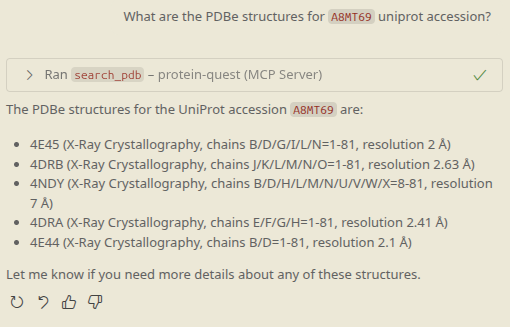 What are the PDBe structures for A8MT69 uniprot accession?
Ran search_pdb – protein-quest (MCP Server)
The PDBe structures for the UniProt accession A8MT69 are:
• 4E45 (X-Ray Crystallography, chains B/D/G/I/L/N=1-81, resolution 2 Å)
• 4DRB (X-Ray Crystallography, chains J/K/L/M/N/O=1-81, resolution 2.63 Å)
• 4NDY (X-Ray Crystallography, chains B/D/H/L/M/N/U/V/W/X=8-81, resolution
7 Å)
• 4DRA (X-Ray Crystallography, chains E/F/G/H=1-81, resolution 2.41 Å)
• 4E44 (X-Ray Crystallography, chains B/D=1-81, resolution 2.1 Å)
Let me know if you need more details about any of these structures.